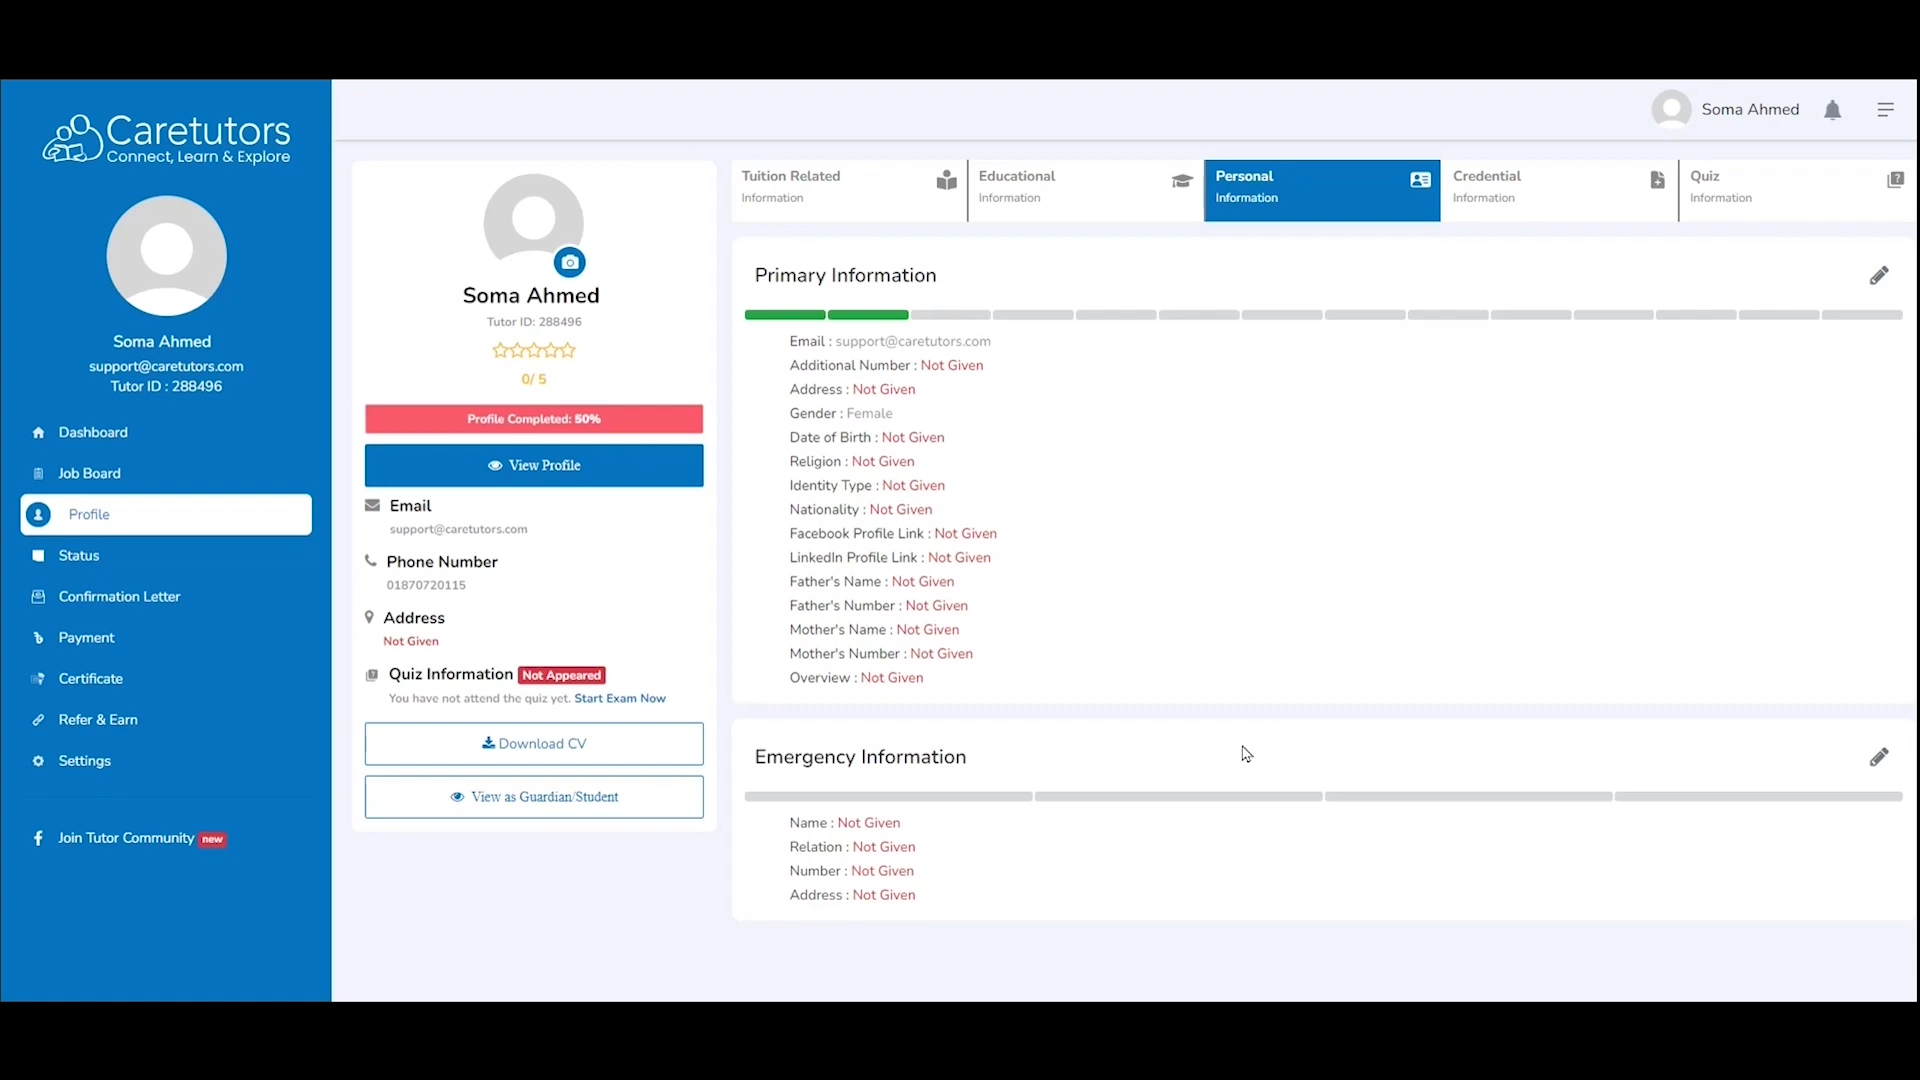 Caretutors
Connect, Learn & Explore
Soma Ahmed
support@caretutors.com
Tutor ID : 288496
Dashboard
Job Board
Profile
Status
Confirmation Letter
Payment
Certificate
Refer & Earn
Settings
Join Tutor Community new
Soma Ahmed
Soma Ahmed
Tutor ID: 288496
0/ 5
Profile Completed: 50%
View Profile
Email
support@caretutors.com
Phone Number
01870720115
Address
Not Given
Quiz Information Not Appeared
You have not attend the quiz yet. Start Exam Now
Download CV
View as Guardian/Student
Tuition Related
Information
Educational
Information
Personal
Information
Credential
Information
Quiz
Information
Primary Information
Email : support@caretutors.com
Additional Number : Not Given
Address : Not Given
Gender : Female
Date of Birth : Not Given
Religion : Not Given
Identity Type : Not Given
Nationality : Not Given
Facebook Profile Link : Not Given
LinkedIn Profile Link : Not Given
Father's Name : Not Given
Father's Number : Not Given
Mother's Name : Not Given
Mother's Number : Not Given
Overview : Not Given
Emergency Information
Name : Not Given
Relation : Not Given
Number : Not Given
Address : Not Given